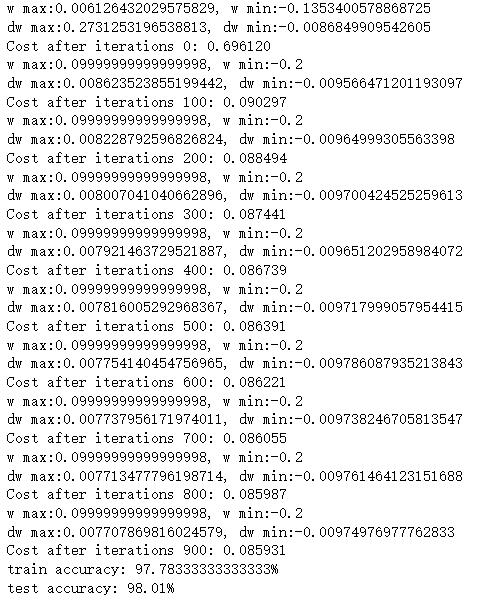 w max:0.006126432029575829, w min:-0.1353400578868725
dw max:0.2731253196538813, dw min:-0.0086849909542605
Cost after iterations 0: 0.696120
w max:0.09999999999999998, w min:-0.2
dw max:0.008623523855199442, dw min:-0.009566471201193097
Cost after iterations 100: 0.090297
w max:0.09999999999999998, w min:-0.2
dw max:0.008228792596826824, dw min:-0.00964999305563398
Cost after iterations 200: 0.088494
w max:0.09999999999999998, w min:-0.2
dw max:0.008007041040662896, dw min:-0.009700424525259613
Cost after iterations 300: 0.087441
w max:0.09999999999999998, w min:-0.2
dw max:0.007921463729521887, dw min:-0.009651202958984072
Cost after iterations 400: 0.086739
w max:0.09999999999999998, w min:-0.2
dw max:0.007816005292968367, dw min:-0.009717999057954415
Cost after iterations 500: 0.086391
w max:0.09999999999999998, w min:-0.2
dw max:0.007754140454756965, dw min:-0.009786087935213843
Cost after iterations 600: 0.086221
w max:0.09999999999999998, w min:-0.2
dw max:0.007737956171974011, dw min:-0.009738246705813547
Cost after iterations 700: 0.086055
w max:0.09999999999999998, w min:-0.2
dw max:0.007713477796198714, dw min:-0.009761464123151688
Cost after iterations 800: 0.085987
w max:0.09999999999999998, w min:-0.2
dw max:0.007707869816024579, dw min:-0.00974976977762833
Cost after iterations 900: 0.085931
train accuracy: 97.78333333333333%
test accuracy: 98.01%